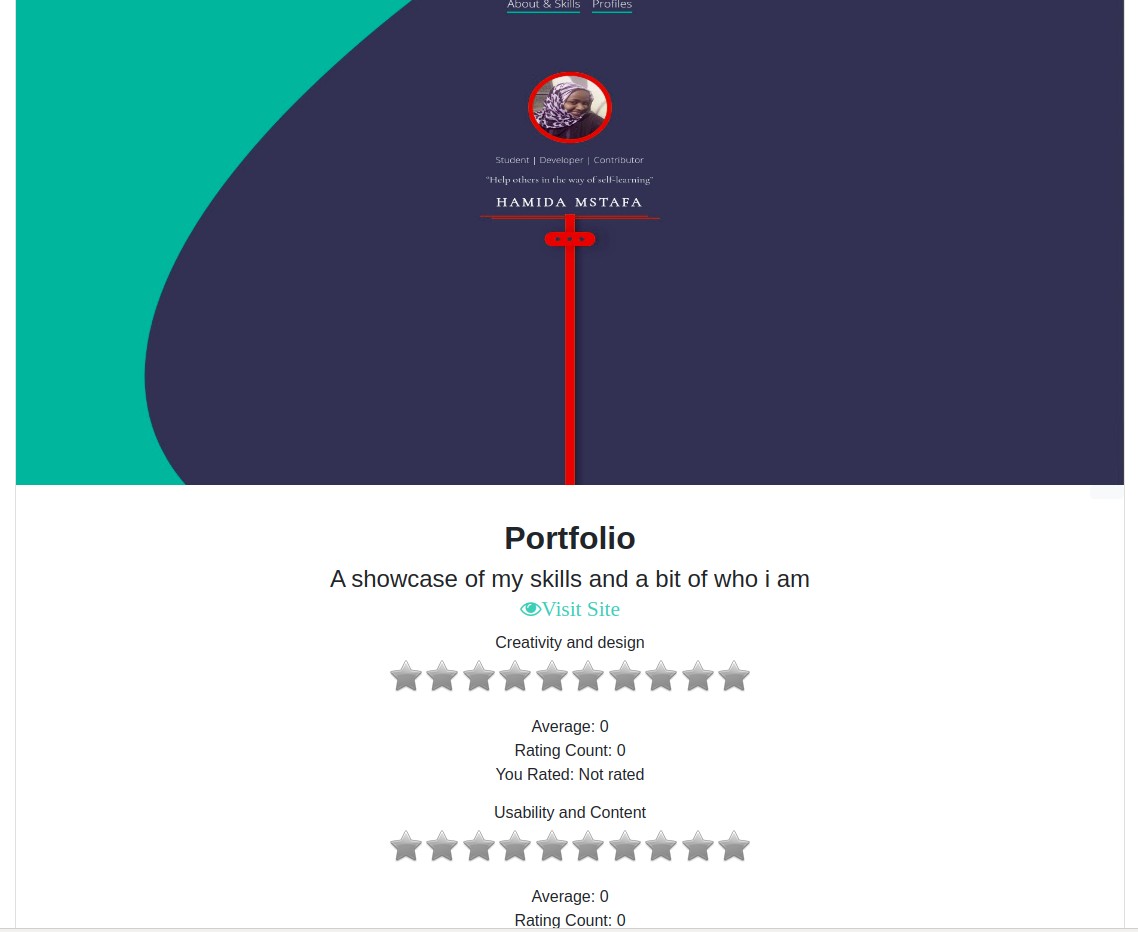 About & Skills Profiles
Student | Developer | Contributor
"Help others in the way of self-learning"
HAMIDA MSTAFA
Portfolio
A showcase of my skills and a bit of who i am
Visit Site
Creativity and design
Average: 0
Rating Count: 0
You Rated: Not rated
Usability and Content
Average: 0
Rating Count: 0